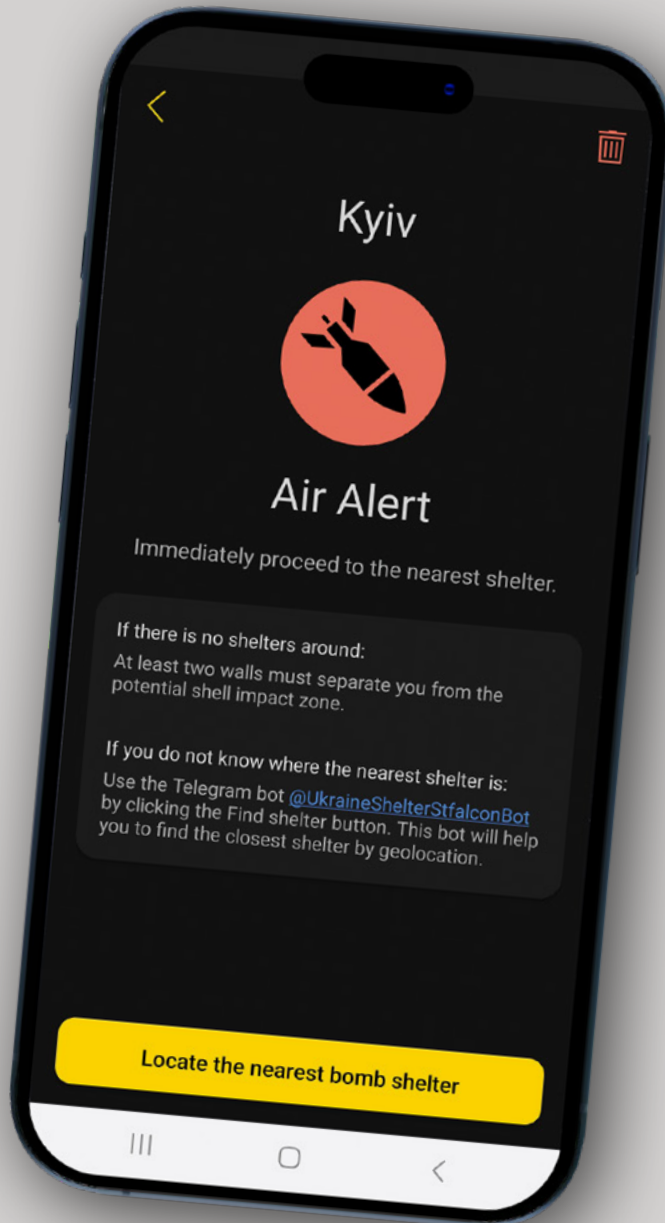 Kyiv
Air Alert
Immediately proceed to the nearest shelter.
If there is no shelters around:
At least two walls must separate you from the
potential shell impact zone.
If you do not know where the nearest shelter is:
Use the Telegram bot @UkraineShelterStfalconBot
by clicking the Find shelter button. This bot will help
you to find the closest shelter by geolocation.
Locate the nearest bomb shelter